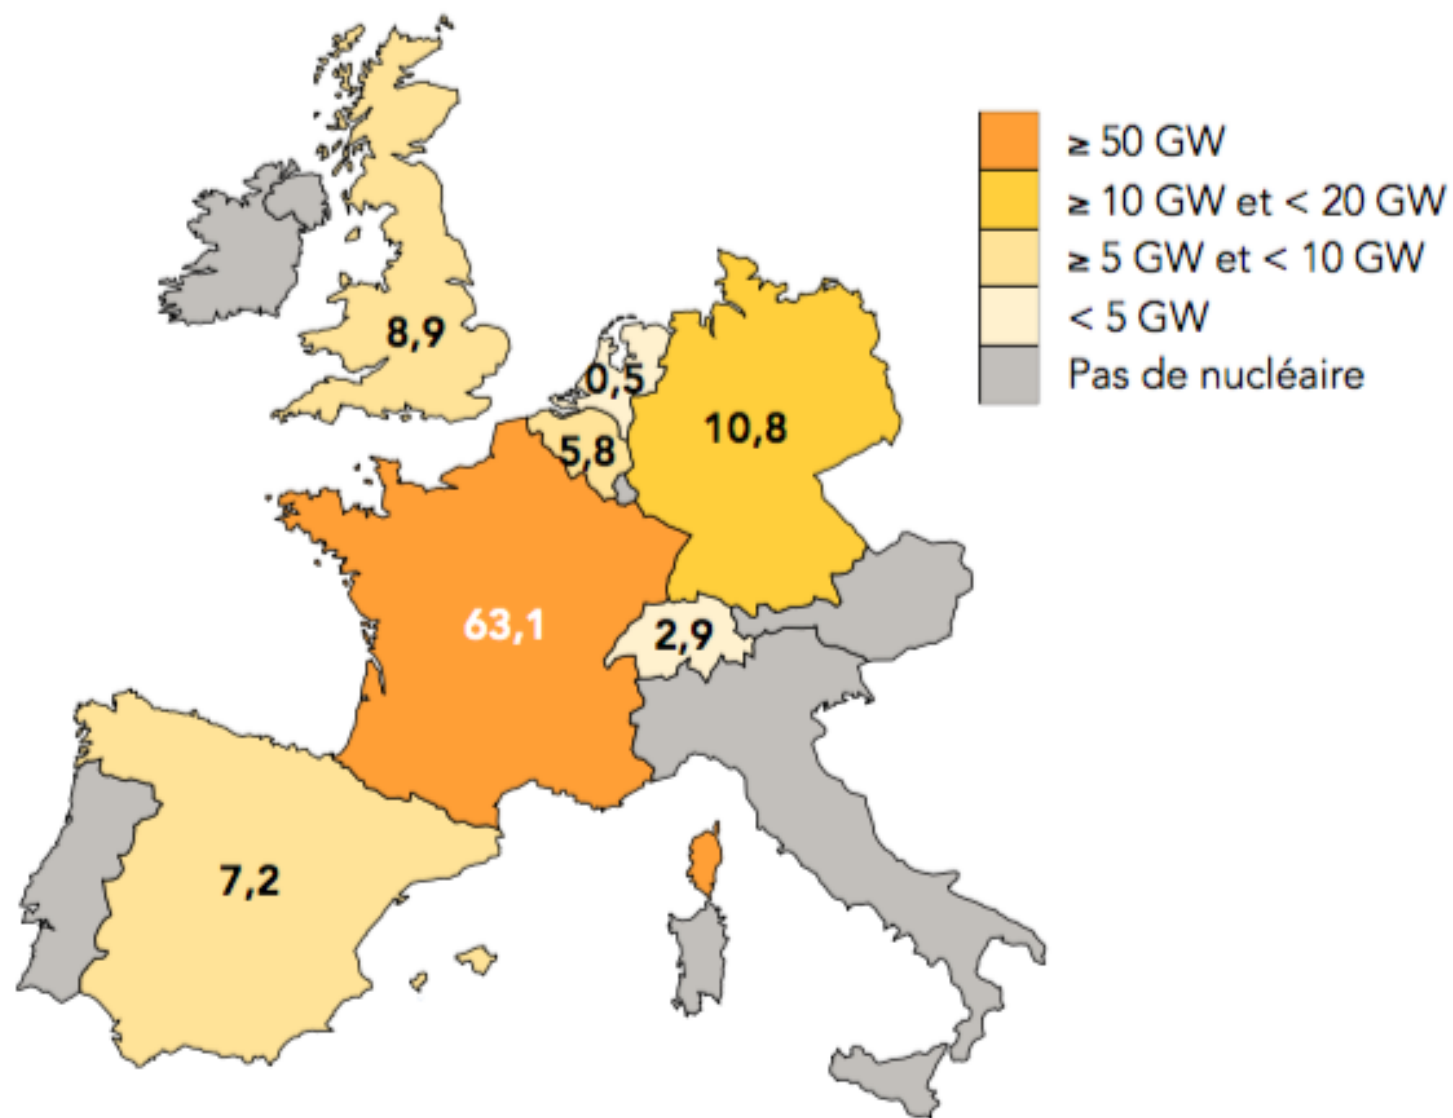 ≥ 50 GW
≥ 10 GW et < 20 GW
≥ 5 GW et < 10 GW
< 5 GW
Pas de nucléaire
8,9
0,5
5,8
10,8
63,1
2,9
7,2